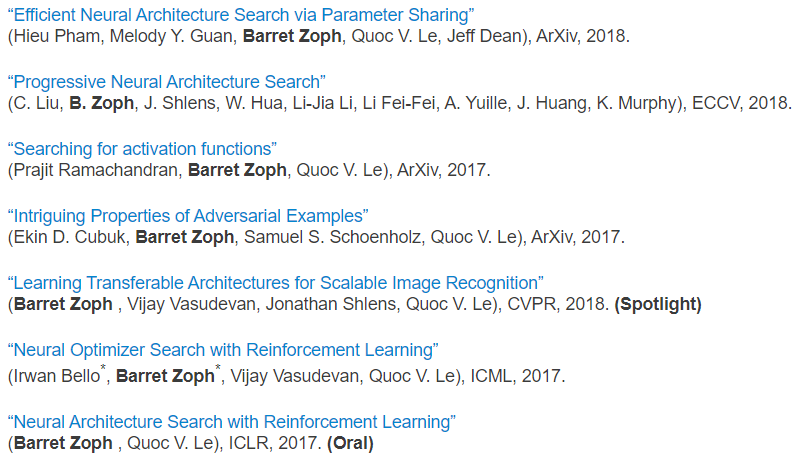 “Efficient Neural Architecture Search via Parameter Sharing”
(Hieu Pham, Melody Y. Guan, Barret Zoph, Quoc V. Le, Jeff Dean), ArXiv, 2018.
“Progressive Neural Architecture Search”
(C. Liu, B. Zoph, J. Shlens, W. Hua, Li-Jia Li, Li Fei-Fei, A. Yuille, J. Huang, K. Murphy), ECCV, 2018.
“Searching for activation functions”
(Prajit Ramachandran, Barret Zoph, Quoc V. Le), ArXiv, 2017.
“Intriguing Properties of Adversarial Examples”
(Ekin D. Cubuk, Barret Zoph, Samuel S. Schoenholz, Quoc V. Le), ArXiv, 2017.
“Learning Transferable Architectures for Scalable Image Recognition”
(Barret Zoph , Vijay Vasudevan, Jonathan Shlens, Quoc V. Le), CVPR, 2018. (Spotlight)
“Neural Optimizer Search with Reinforcement Learning”
(Irwan Bello*, Barret Zoph*, Vijay Vasudevan, Quoc V. Le), ICML, 2017.
“Neural Architecture Search with Reinforcement Learning”
(Barret Zoph , Quoc V. Le), ICLR, 2017. (Oral)